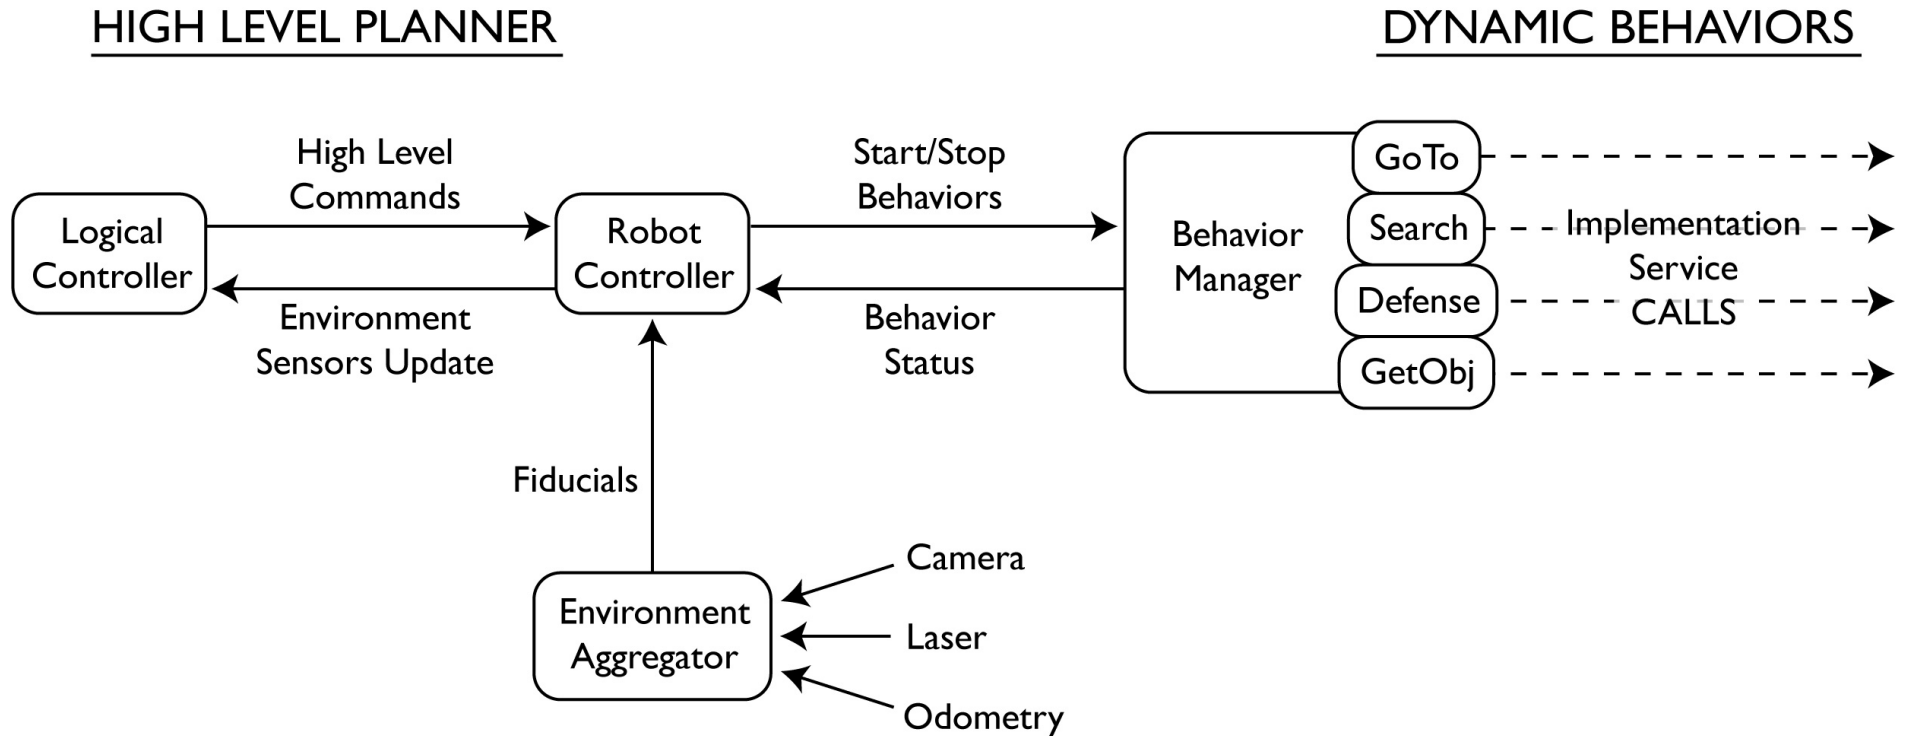 HIGH LEVEL PLANNER
DYNAMIC BEHAVIORS
High Level
Commands
Start/Stop
Behaviors
Logical
Controller
Robot
Controller
Behavior
Manager
GoTo
Search
Defense
GetObj
Implementation
Service
CALLS
Environment
Sensors Update
Behavior
Status
Fiducials
Environment
Aggregator
Camera
Laser
Odometry